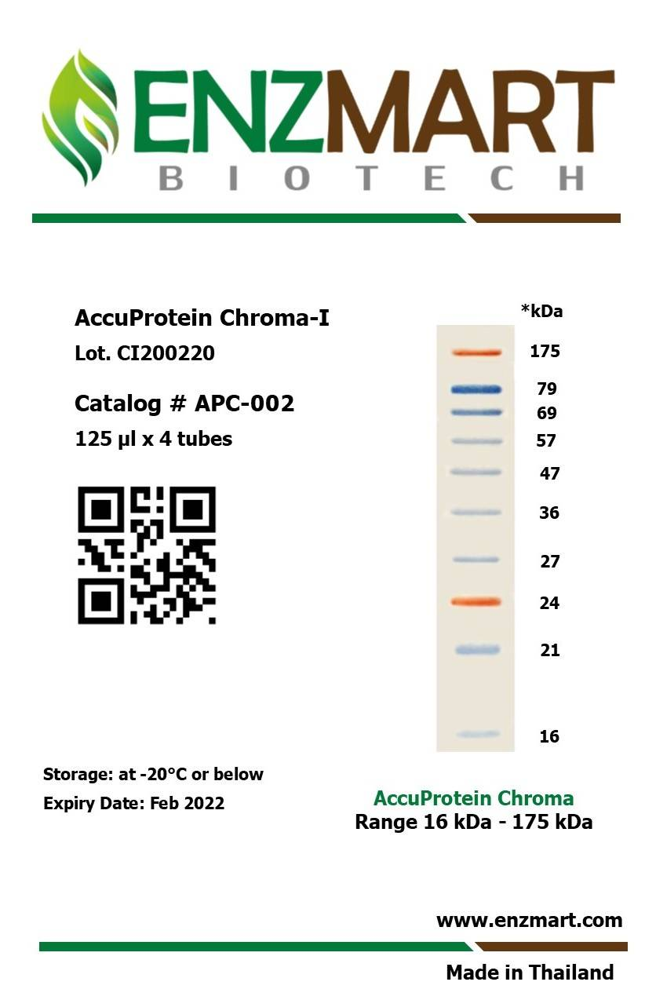 ENZMART
BIOTECH
AccuProtein Chroma-I
Lot. CI200220
Catalog # APC-002
125 µl x 4 tubes
*kDa
175
79
69
57
47
36
27
24
21
16
Storage: at -20°C or below
Expiry Date: Feb 2022
AccuProtein Chroma
Range 16 kDa - 175 kDa
www.enzmart.com
Made in Thailand